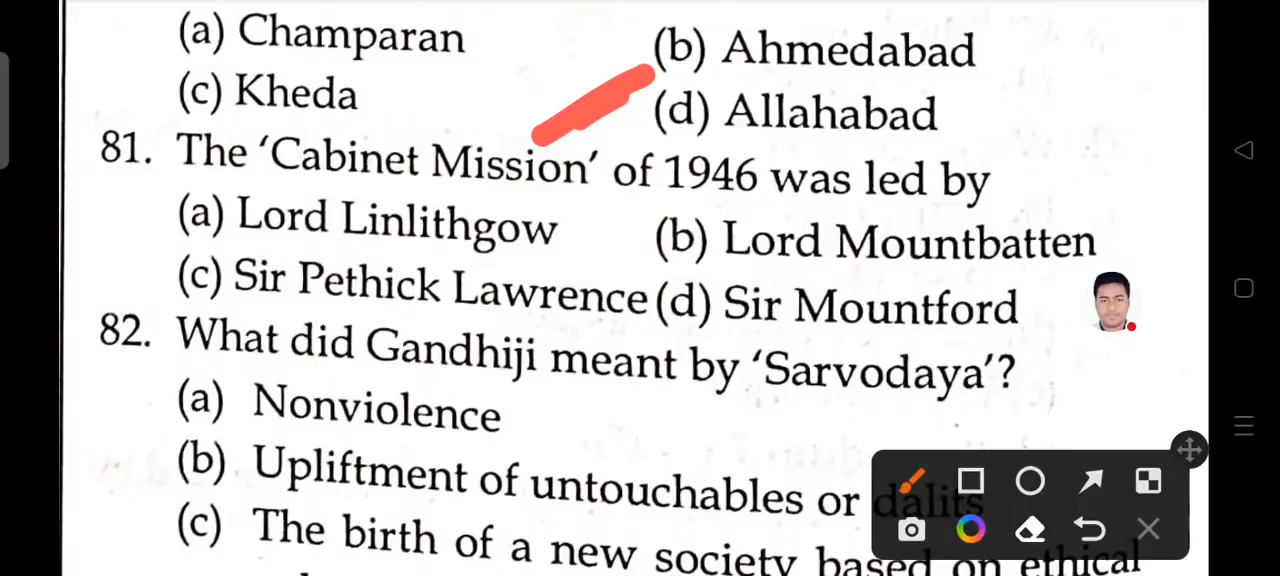 (a) Champaran (b) Ahmedabad
(c) Kheda (d) Allahabad
81. The ‘Cabinet Mission’ of 1946 was led by
(a) Lord Linlithgow (b) Lord Mountbatten
(c) Sir Pethick Lawrence (d) Sir Mountford
82. What did Gandhiji meant by ‘Sarvodaya’?
(a) Nonviolence
(b) Upliftment of untouchables or dalits
(c) The birth of a new society based on ethical